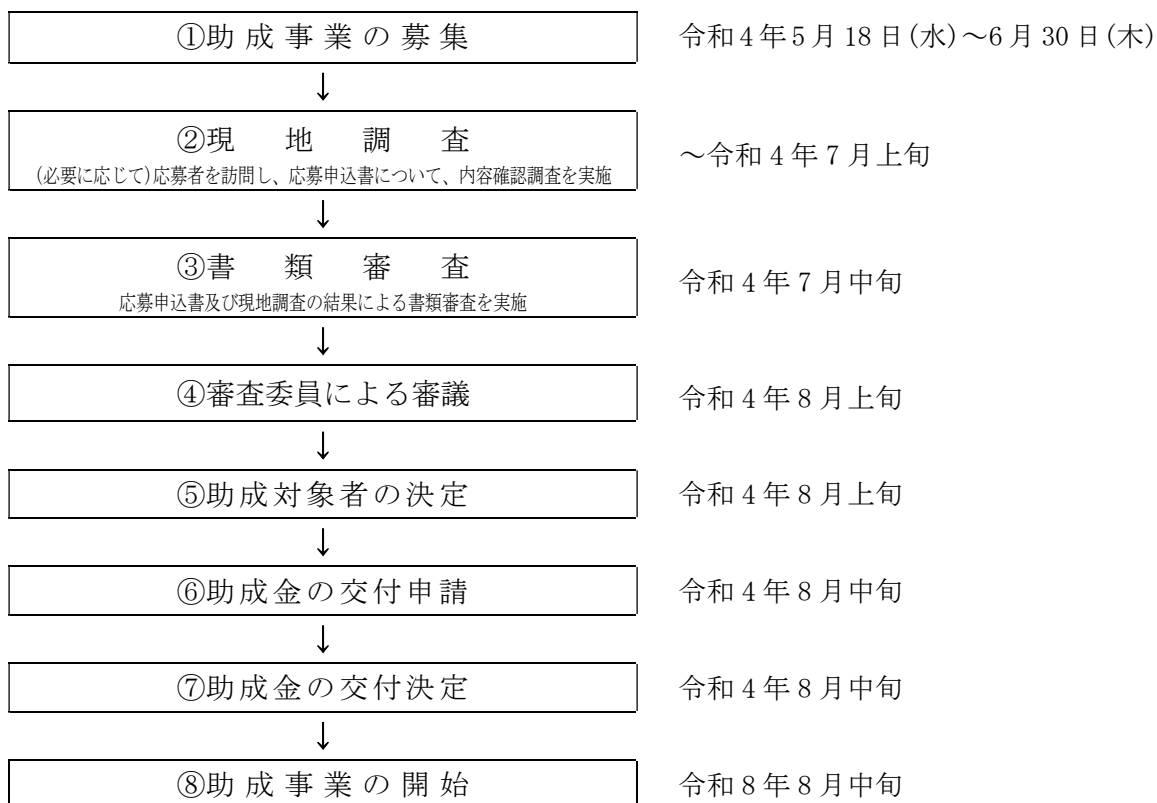 ①助成事業の募集 令和4年5月18日(水)～6月30日(木)
↓
②現地調査
(必要に応じて)応募者を訪問し、応募申込書について、内容確認調査を実施
～令和4年7月上旬
↓
③書類審査
応募申込書及び現地調査の結果による書類審査を実施
令和4年7月中旬
↓
④審査委員による審議 令和4年8月上旬
↓
⑤助成対象者の決定 令和4年8月上旬
↓
⑥助成金の交付申請 令和4年8月中旬
↓
⑦助成金の交付決定 令和4年8月中旬
↓
⑧助成事業の開始 令和8年8月中旬